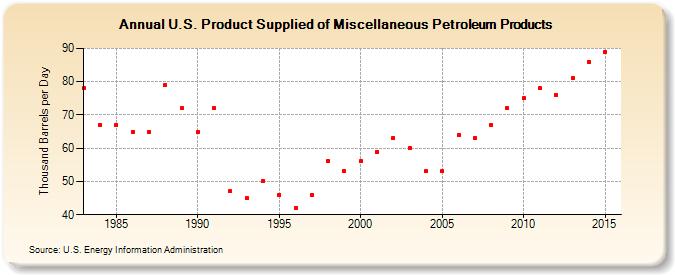 Annual U.S. Product Supplied of Miscellaneous Petroleum Products
Thousand Barrels per Day
90
80
70
60
50
40
1985 1990 1995 2000 2005 2010 2015
Source: U.S. Energy Information Administration